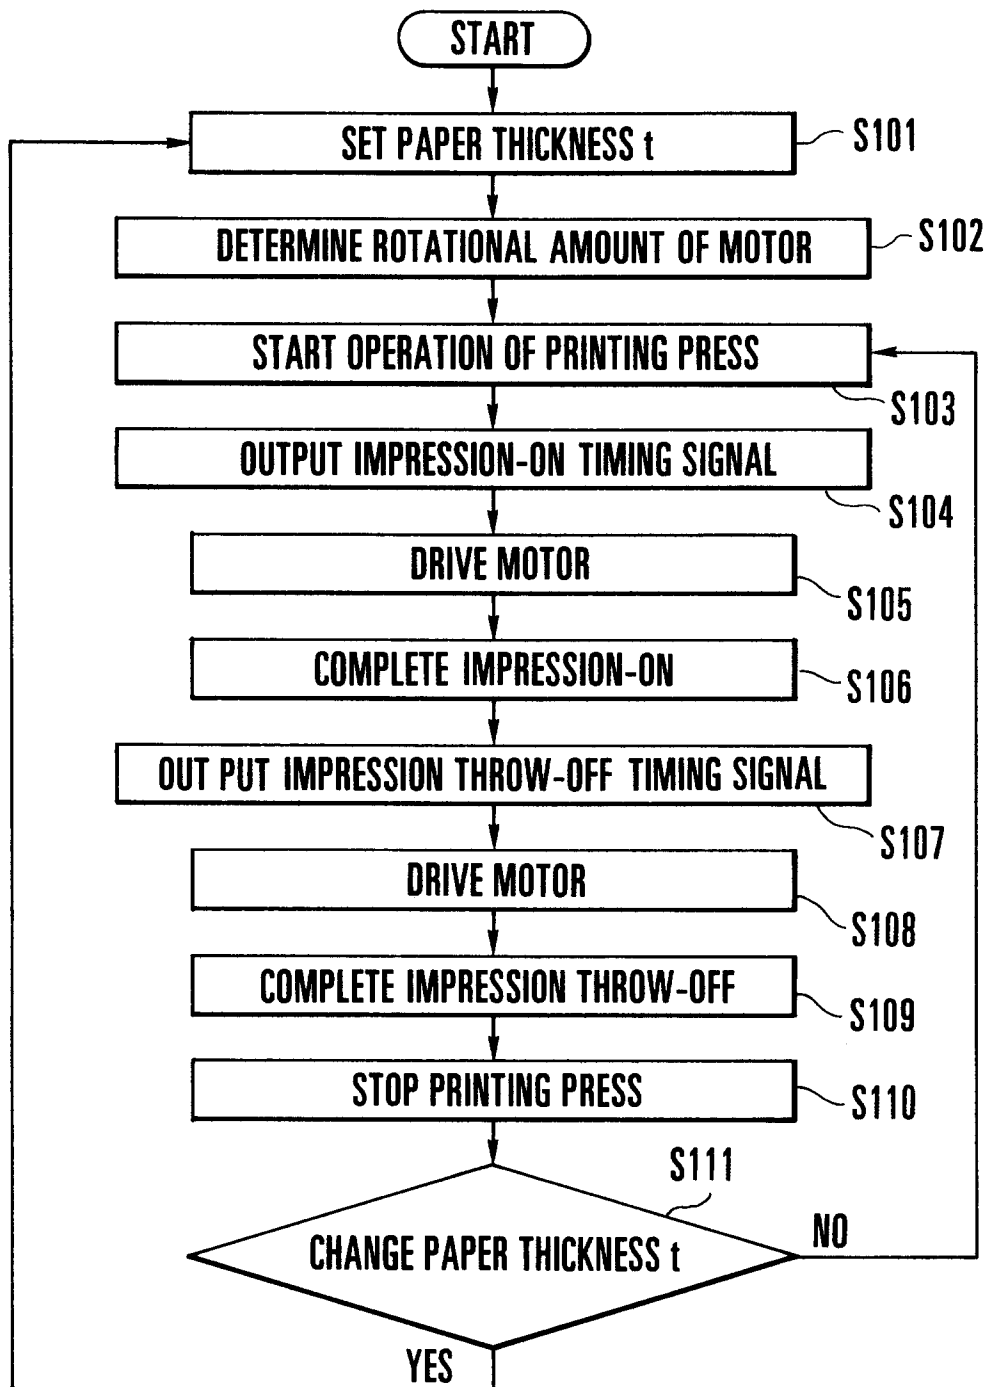 START
SET PAPER THICKNESS t
S101
DETERMINE ROTATIONAL AMOUNT OF MOTOR
S102
START OPERATION OF PRINTING PRESS
S103
OUTPUT IMPRESSION-ON TIMING SIGNAL
S104
DRIVE MOTOR
S105
COMPLETE IMPRESSION-ON
S106
OUT PUT IMPRESSION THROW-OFF TIMING SIGNAL
S107
DRIVE MOTOR
S108
COMPLETE IMPRESSION THROW-OFF
S109
STOP PRINTING PRESS
S110
S111
CHANGE PAPER THICKNESS t
NO
YES